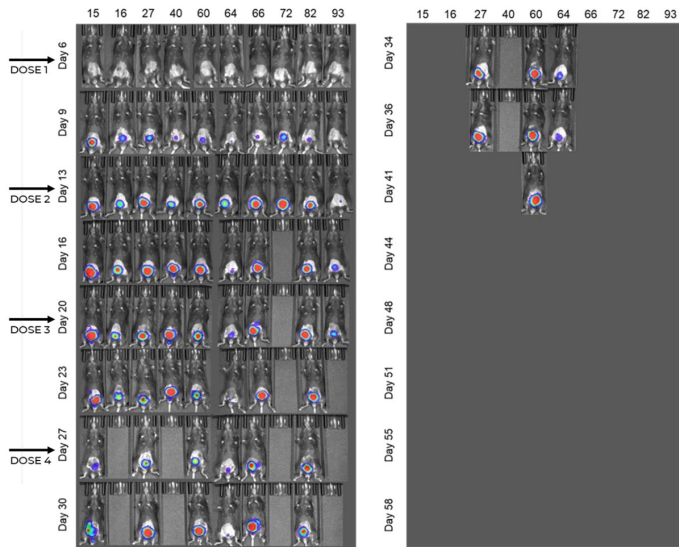 15 16 27 40 60 64 66 72 82 93
Day 6
DOSE 1
Day 9
Day 13
DOSE 2
Day 16
Day 20
DOSE 3
Day 23
Day 27
DOSE 4
Day 30
15 16 27 40 60 64 66 72 82 93
Day 34
Day 36
Day 41
Day 44
Day 48
Day 51
Day 55
Day 58